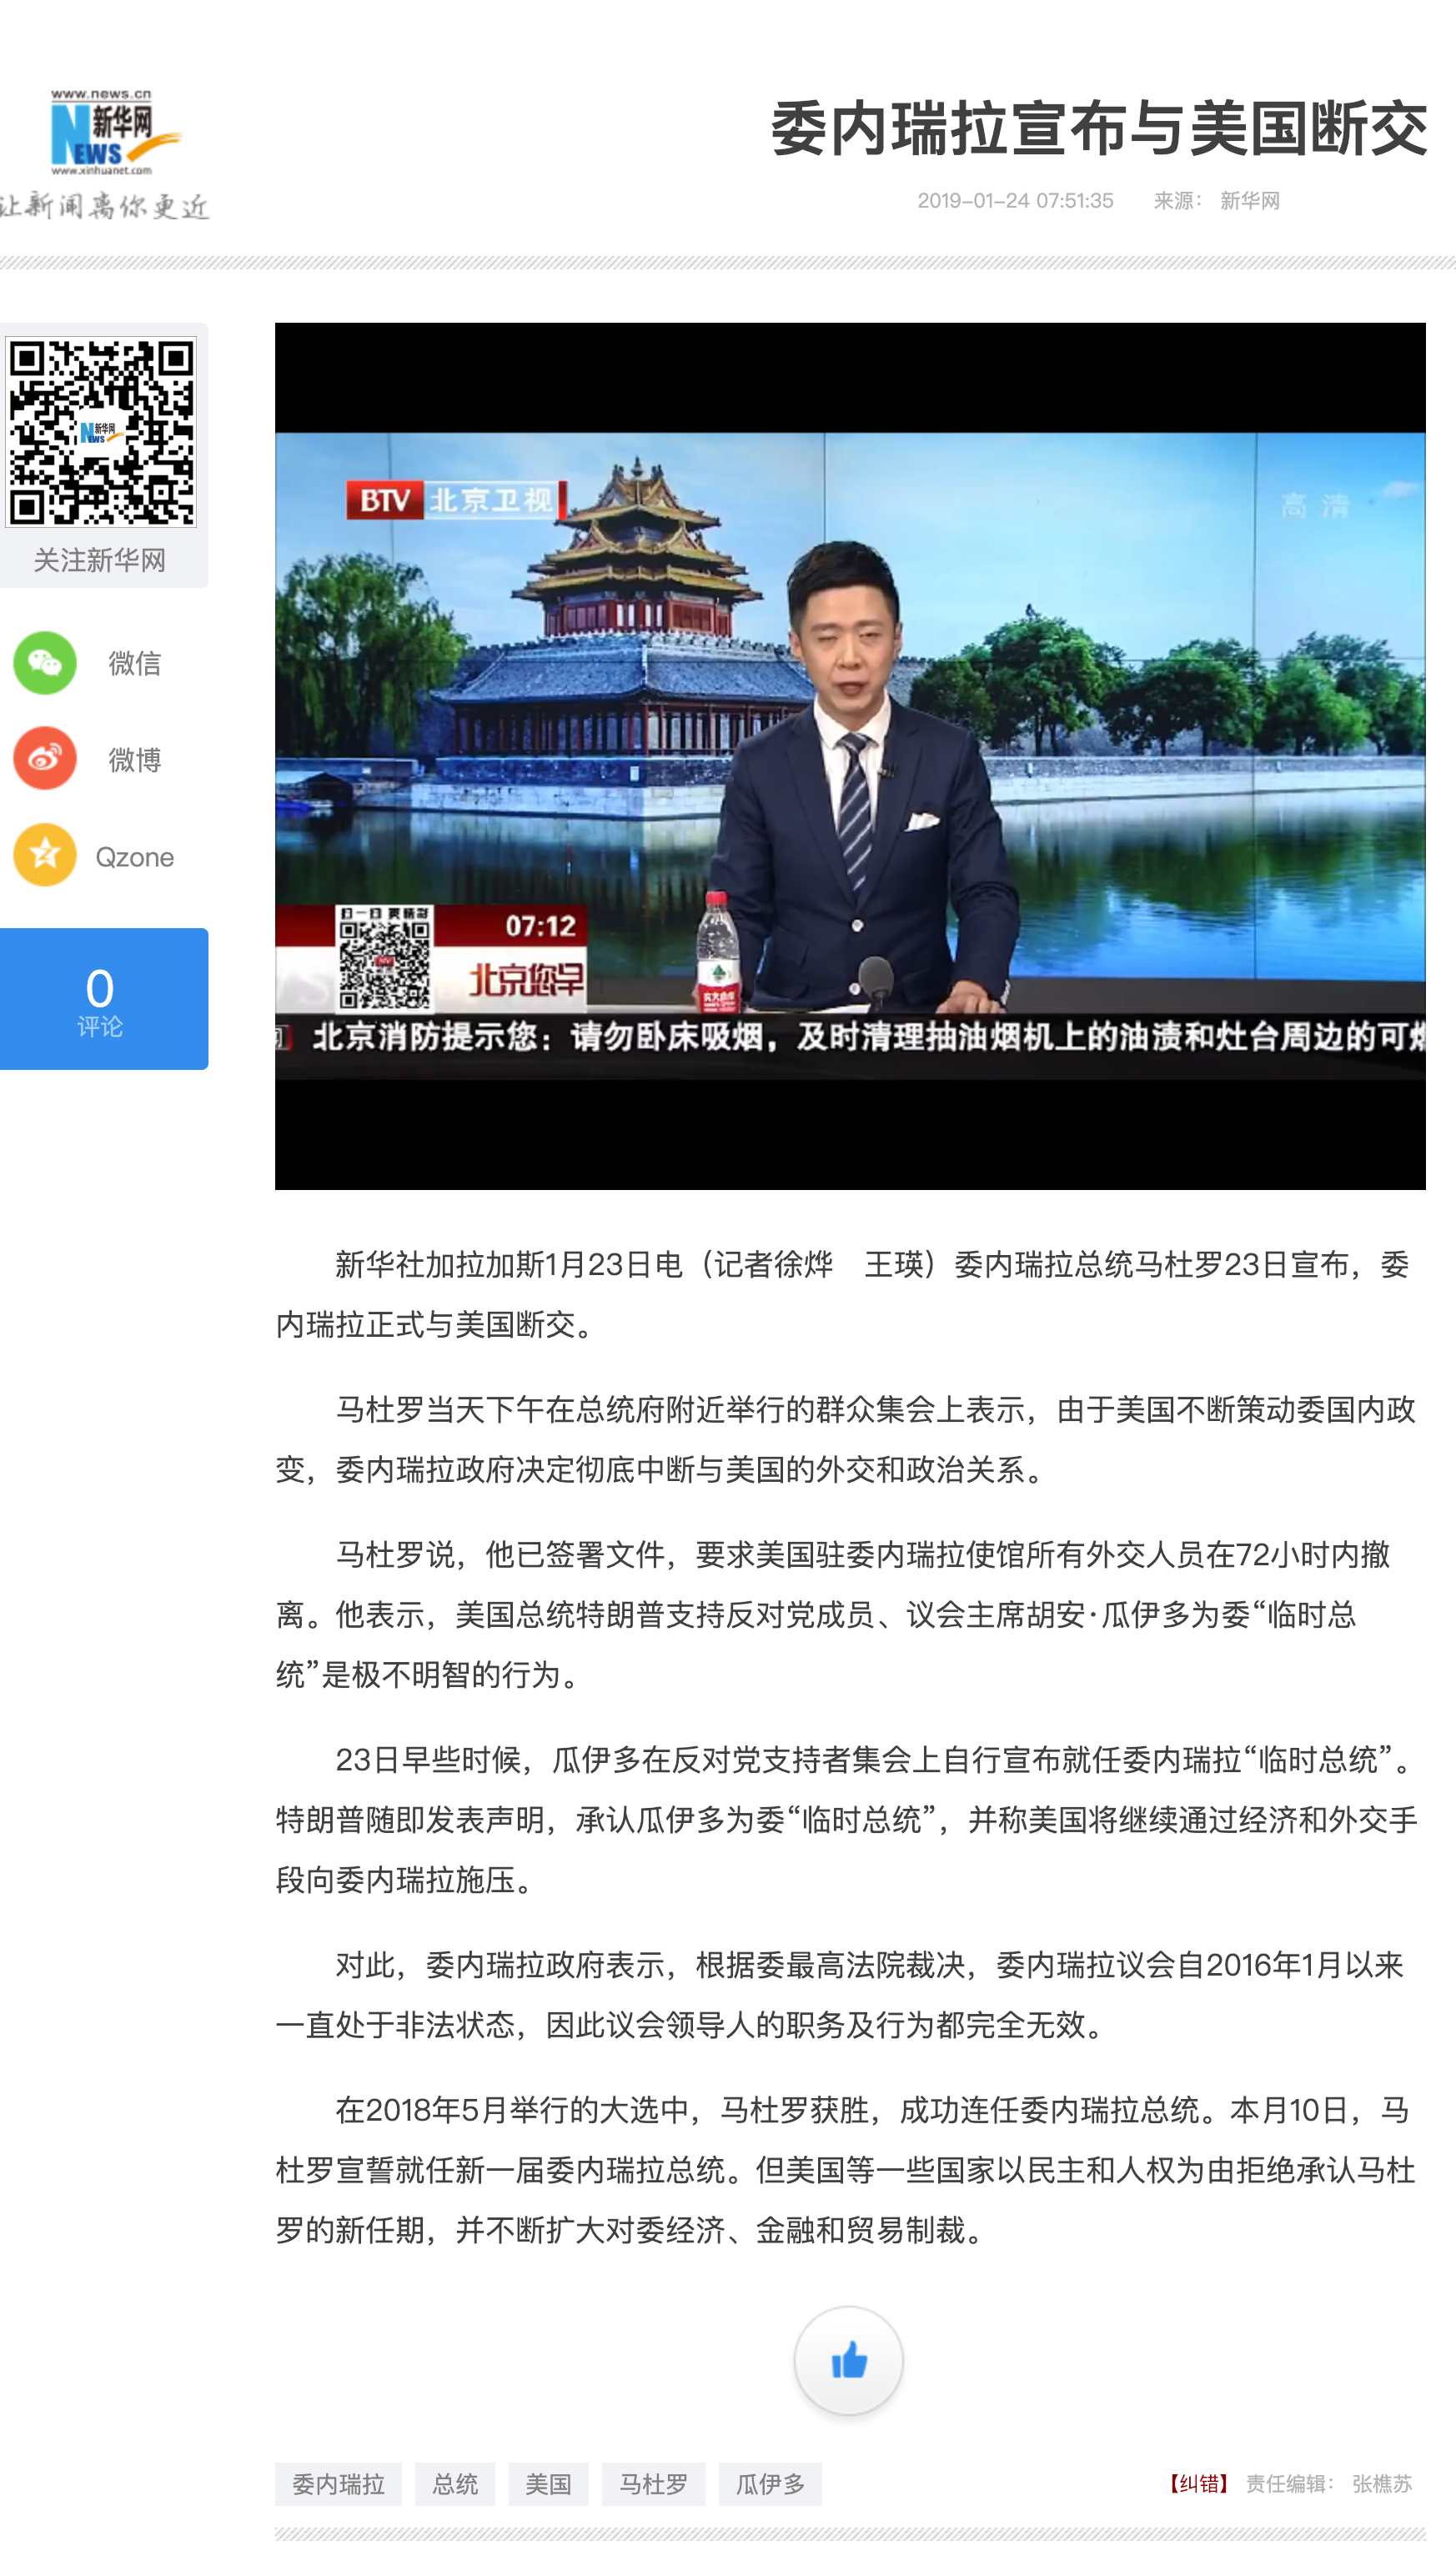 www.news.cn
新华网
NEWS
www.xinhuanet.com
让新闻离你更近
委内瑞拉宣布与美国断交
2019-01-24 07:51:35 来源： 新华网
新华网
NEWS
关注新华网
微信
微博
Qzone
0
评论
BTV 北京卫视
高清
扫一扫 更精彩
07:12
北京您早
北京消防提示您：请勿卧床吸烟，及时清理抽油烟机上的油渍和灶台周边的可燃
新华社加拉加斯1月23日电（记者徐烨　王瑛）委内瑞拉总统马杜罗23日宣布，委
内瑞拉正式与美国断交。
马杜罗当天下午在总统府附近举行的群众集会上表示，由于美国不断策动委国内政
变，委内瑞拉政府决定彻底中断与美国的外交和政治关系。
马杜罗说，他已签署文件，要求美国驻委内瑞拉使馆所有外交人员在72小时内撤
离。他表示，美国总统特朗普支持反对党成员、议会主席胡安·瓜伊多为委“临时总
统”是极不明智的行为。
23日早些时候，瓜伊多在反对党支持者集会上自行宣布就任委内瑞拉“临时总统”。
特朗普随即发表声明，承认瓜伊多为委“临时总统”，并称美国将继续通过经济和外交手
段向委内瑞拉施压。
对此，委内瑞拉政府表示，根据委最高法院裁决，委内瑞拉议会自2016年1月以来
一直处于非法状态，因此议会领导人的职务及行为都完全无效。
在2018年5月举行的大选中，马杜罗获胜，成功连任委内瑞拉总统。本月10日，马
杜罗宣誓就任新一届委内瑞拉总统。但美国等一些国家以民主和人权为由拒绝承认马杜
罗的新任期，并不断扩大对委经济、金融和贸易制裁。
委内瑞拉 总统 美国 马杜罗 瓜伊多
【纠错】 责任编辑： 张樵苏